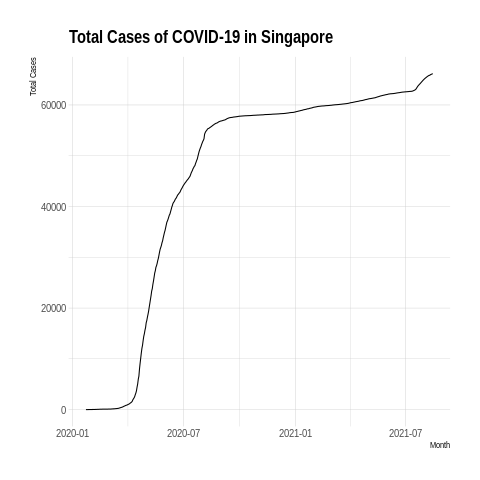 Total Cases of COVID-19 in Singapore
Total Cases
60000
40000
20000
0
2020-01 2020-07 2021-01 2021-07
Month